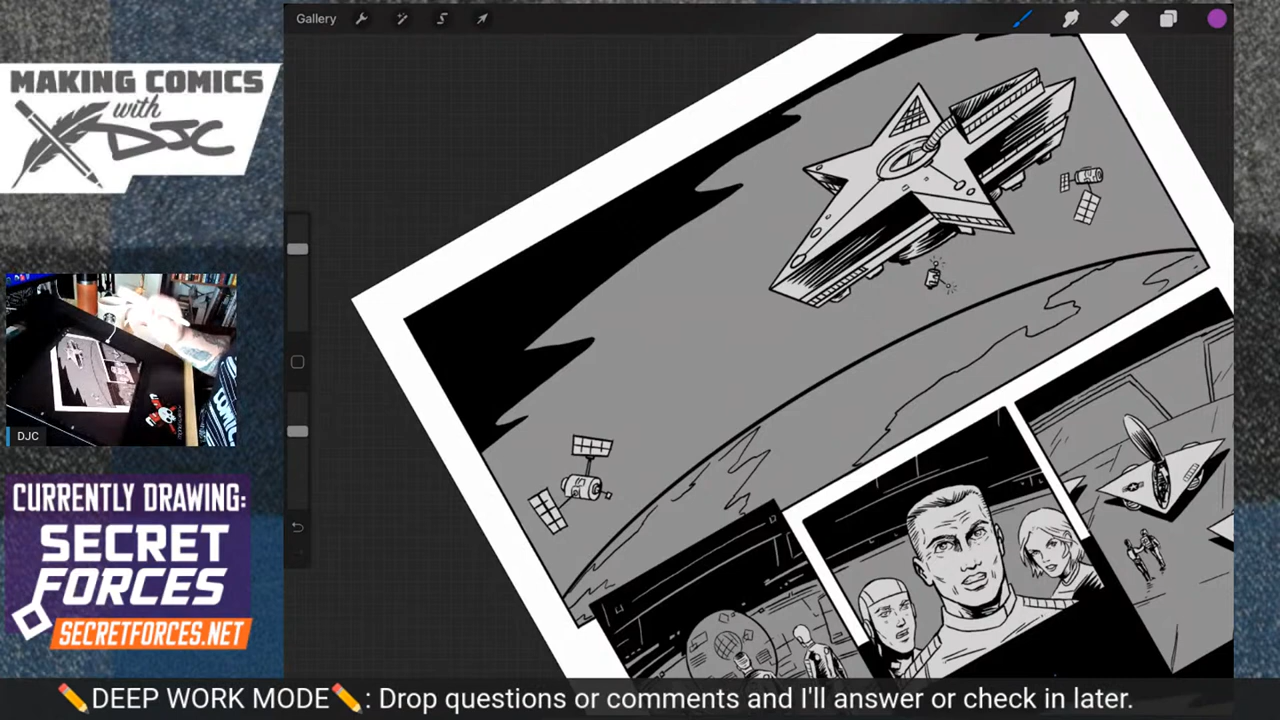 Gallery
MAKING COMICS
with
DJC
DJC
CURRENTLY DRAWING:
SECRET
FORCES
SECRETFORCES.NET
✏️DEEP WORK MODE✏️: Drop questions or comments and I'll answer or check in later.